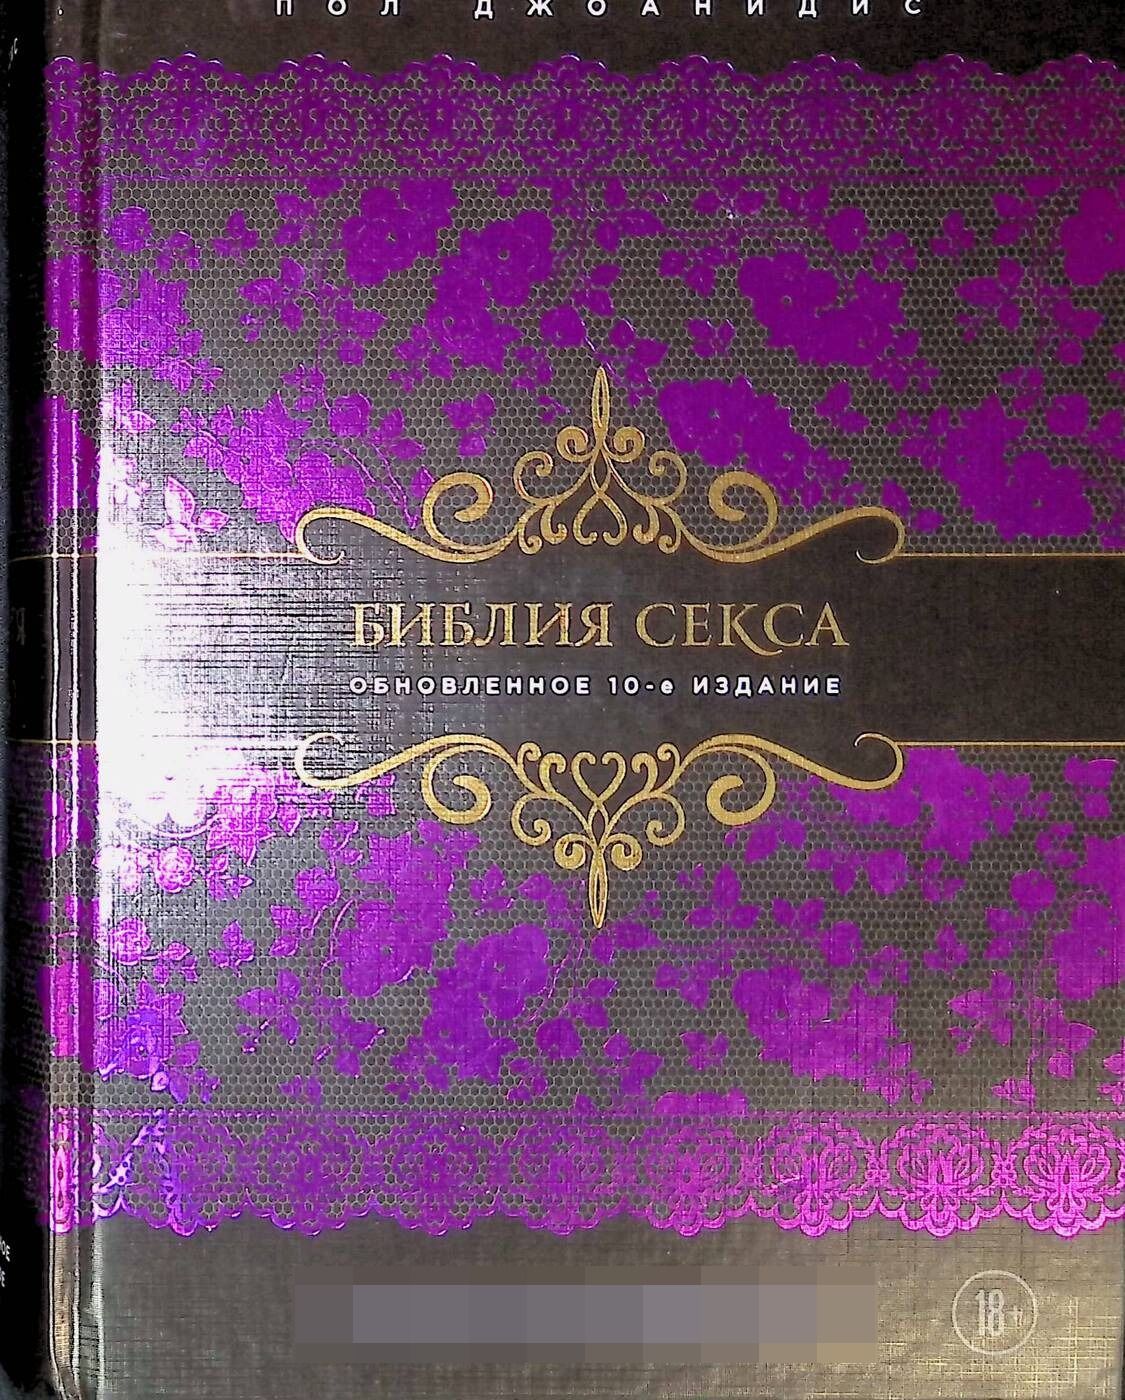 ПОЛ ДЖОАНИДИС
БИБЛИЯ СЕКСА
ОБНОВЛЕННОЕ 10-е ИЗДАНИЕ
18+